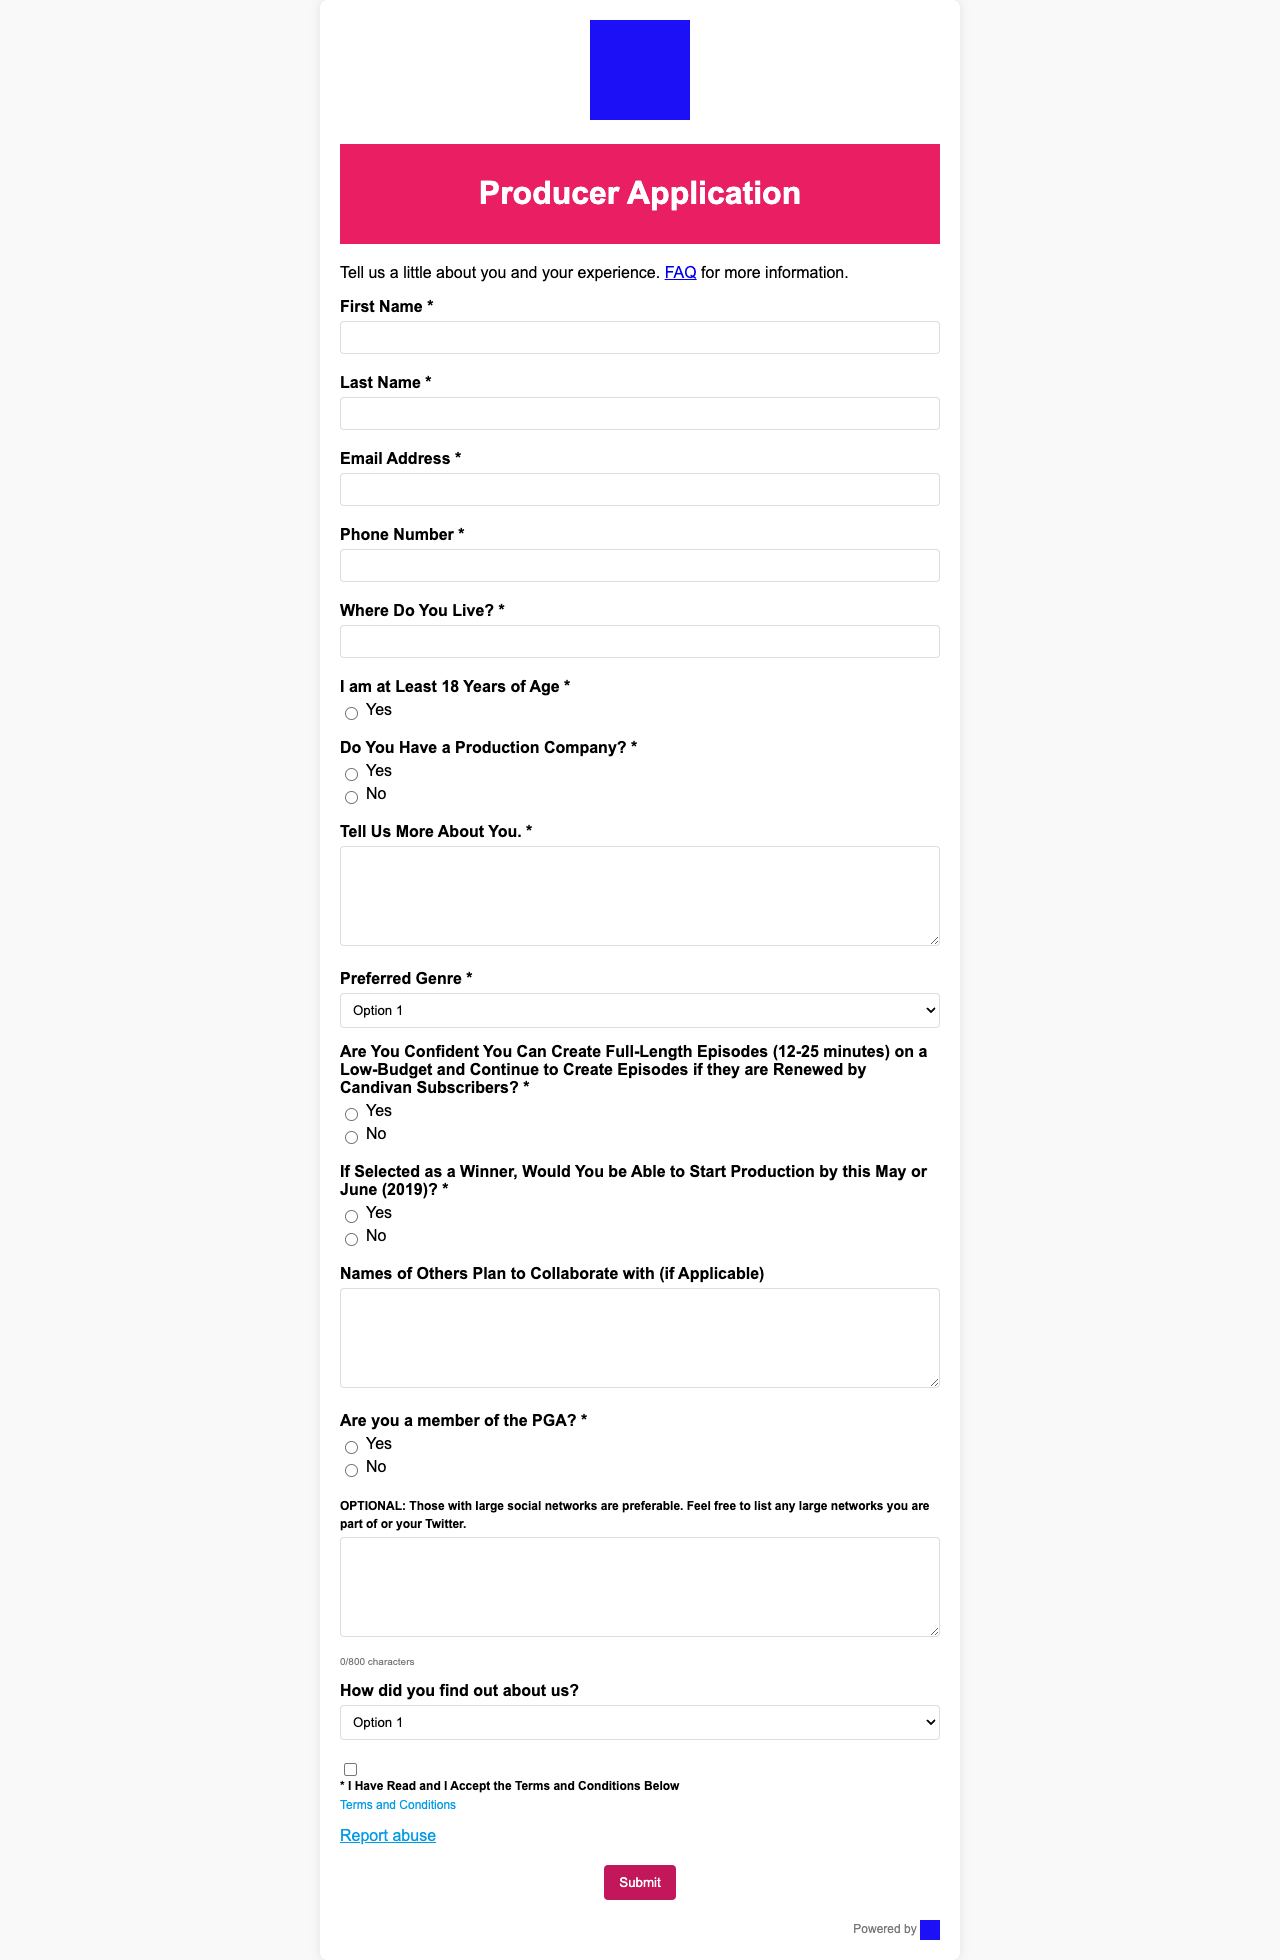 Producer Application
Tell us a little about you and your experience. FAQ for more information.
First Name *
Last Name *
Email Address *
Phone Number *
Where Do You Live? *
I am at Least 18 Years of Age *
Yes
Do You Have a Production Company? *
Yes
No
Tell Us More About You. *
Preferred Genre *
Option 1
Are You Confident You Can Create Full-Length Episodes (12-25 minutes) on a
Low-Budget and Continue to Create Episodes if they are Renewed by
Candivan Subscribers? *
Yes
No
If Selected as a Winner, Would You be Able to Start Production by this May or
June (2019)? *
Yes
No
Names of Others Plan to Collaborate with (if Applicable)
Are you a member of the PGA? *
Yes
No
OPTIONAL: Those with large social networks are preferable. Feel free to list any large networks you are
part of or your Twitter.
0/800 characters
How did you find out about us?
Option 1
* I Have Read and I Accept the Terms and Conditions Below
Terms and Conditions
Report abuse
Submit
Powered by